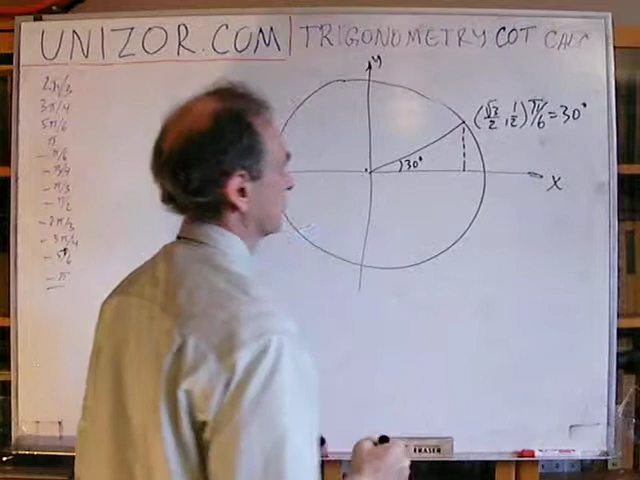 UNIZOR.COM | TRIGONOMETRY COT CALC
2π/3
3π/4
5π/6
π
-π/6
-π/4
-π/3
-π/2
-2π/3
-3π/4
-5π/6
-π
y
(√3/2, 1/2) π/6 = 30°
30°
X
ERASER